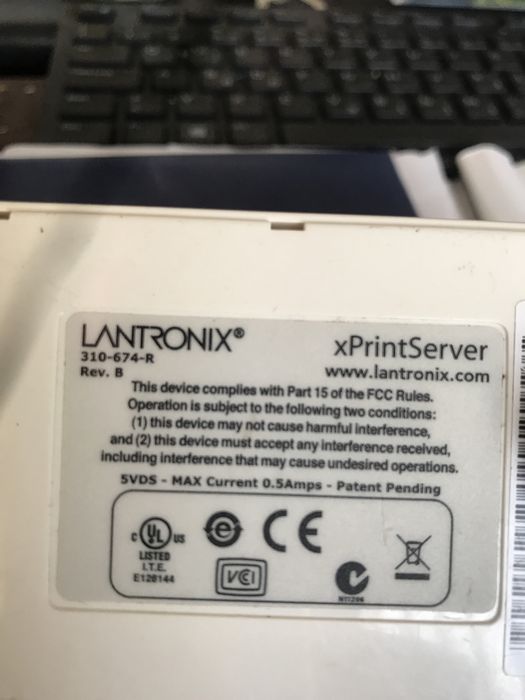 LANTRONIX®
310-674-R
Rev. B
xPrintServer
www.lantronix.com
This device complies with Part 15 of the FCC Rules.
Operation is subject to the following two conditions:
(1) this device may not cause harmful interference,
and (2) this device must accept any interference received,
including interference that may cause undesired operations.
5VDS - MAX Current 0.5Amps - Patent Pending
c UL US
LISTED
I.T.E.
E128144
e
CE
VCI